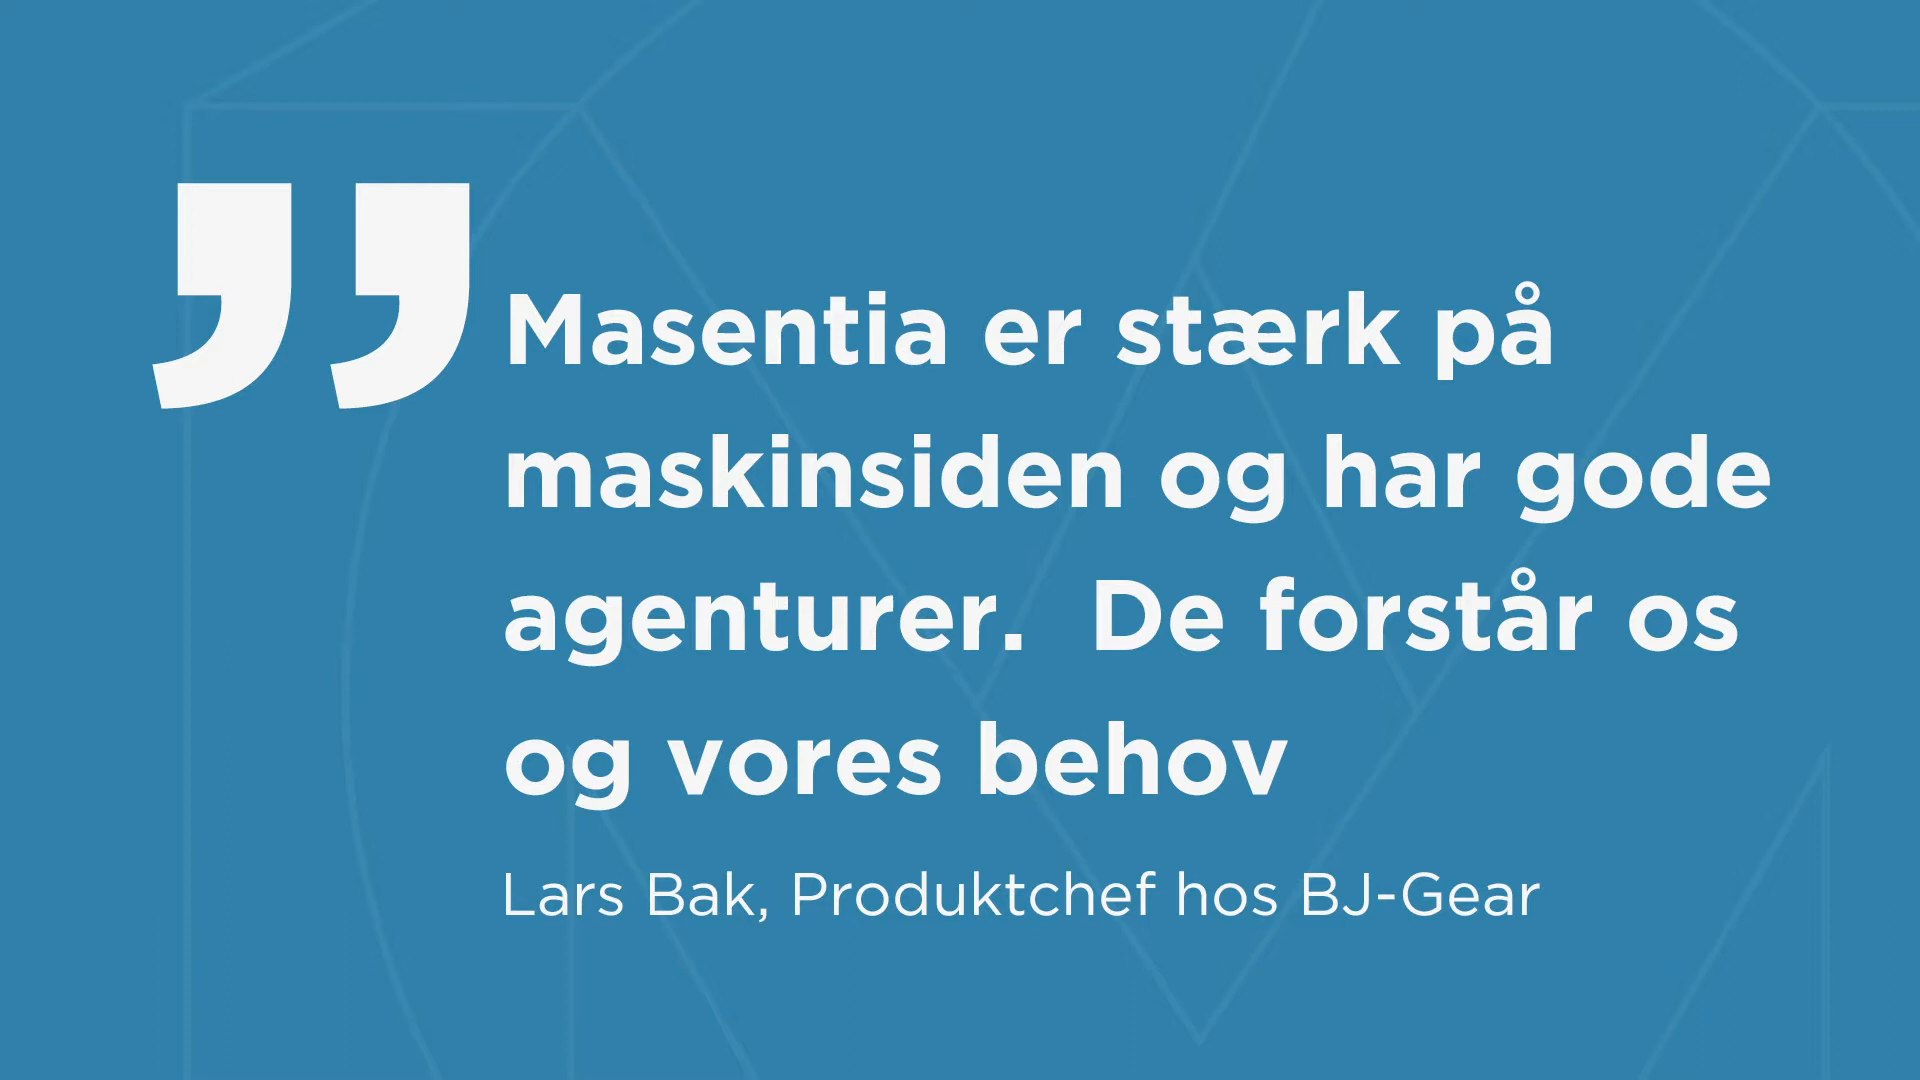 ”
Masentia er stærk på
maskinsiden og har gode
agenturer.  De forstår os
og vores behov
Lars Bak, Produktchef hos BJ-Gear